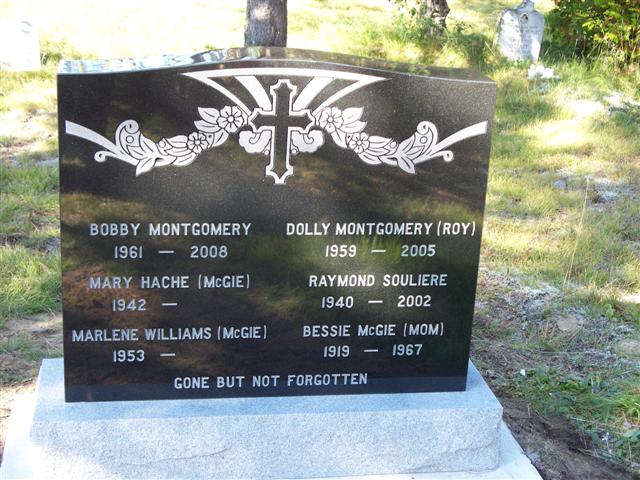 BOBBY MONTGOMERY
1961 — 2008
DOLLY MONTGOMERY (ROY)
1959 — 2005
MARY HACHE (McGIE)
1942 —
RAYMOND SOULIERE
1940 — 2002
MARLENE WILLIAMS (McGIE)
1953 —
BESSIE McGIE (MOM)
1919 — 1967
GONE BUT NOT FORGOTTEN